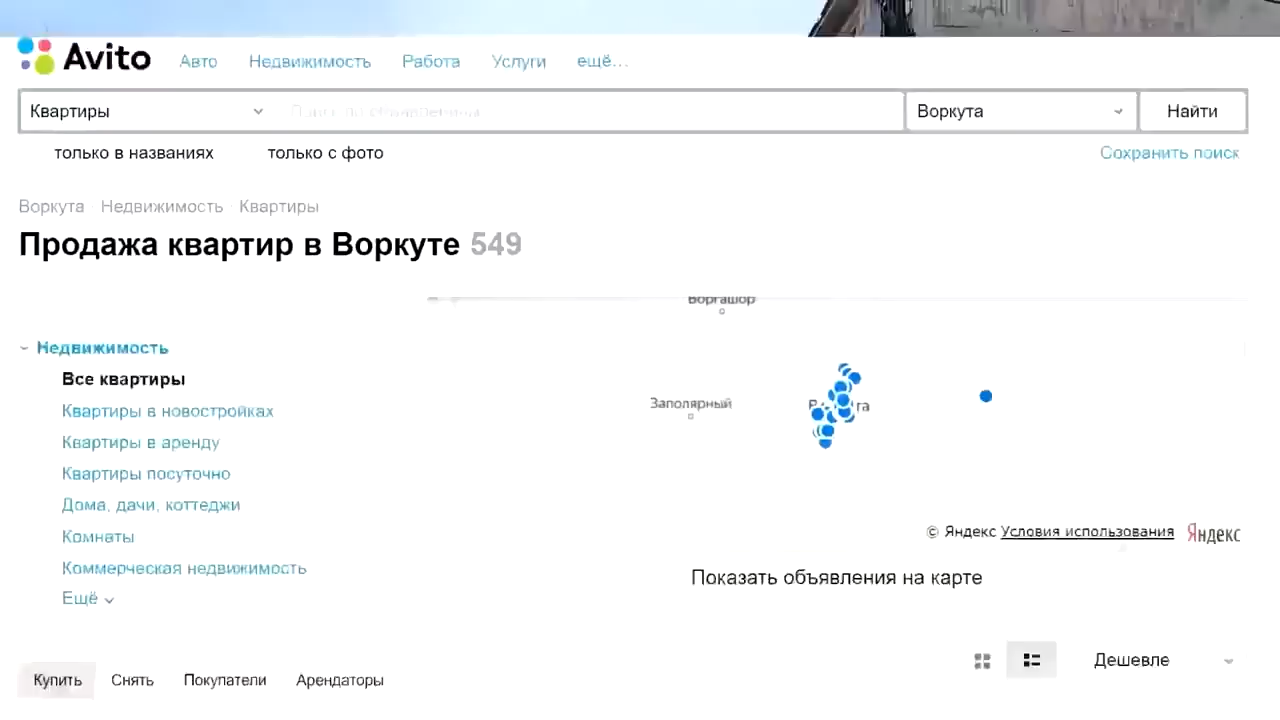 Avito Авто Недвижимость Работа Услуги ещё...
Квартиры Воркута Найти
только в названиях только с фото Сохранить поиск
Воркута Недвижимость Квартиры
Продажа квартир в Воркуте 549
Воргашор
Недвижимость
Все квартиры
Квартиры в новостройках
Квартиры в аренду
Квартиры посуточно
Дома, дачи, коттеджи
Комнаты
Коммерческая недвижимость
Ещё
Заполярный
© Яндекс Условия использования Яндекс
Показать объявления на карте
Купить Снять Покупатели Арендаторы Дешевле